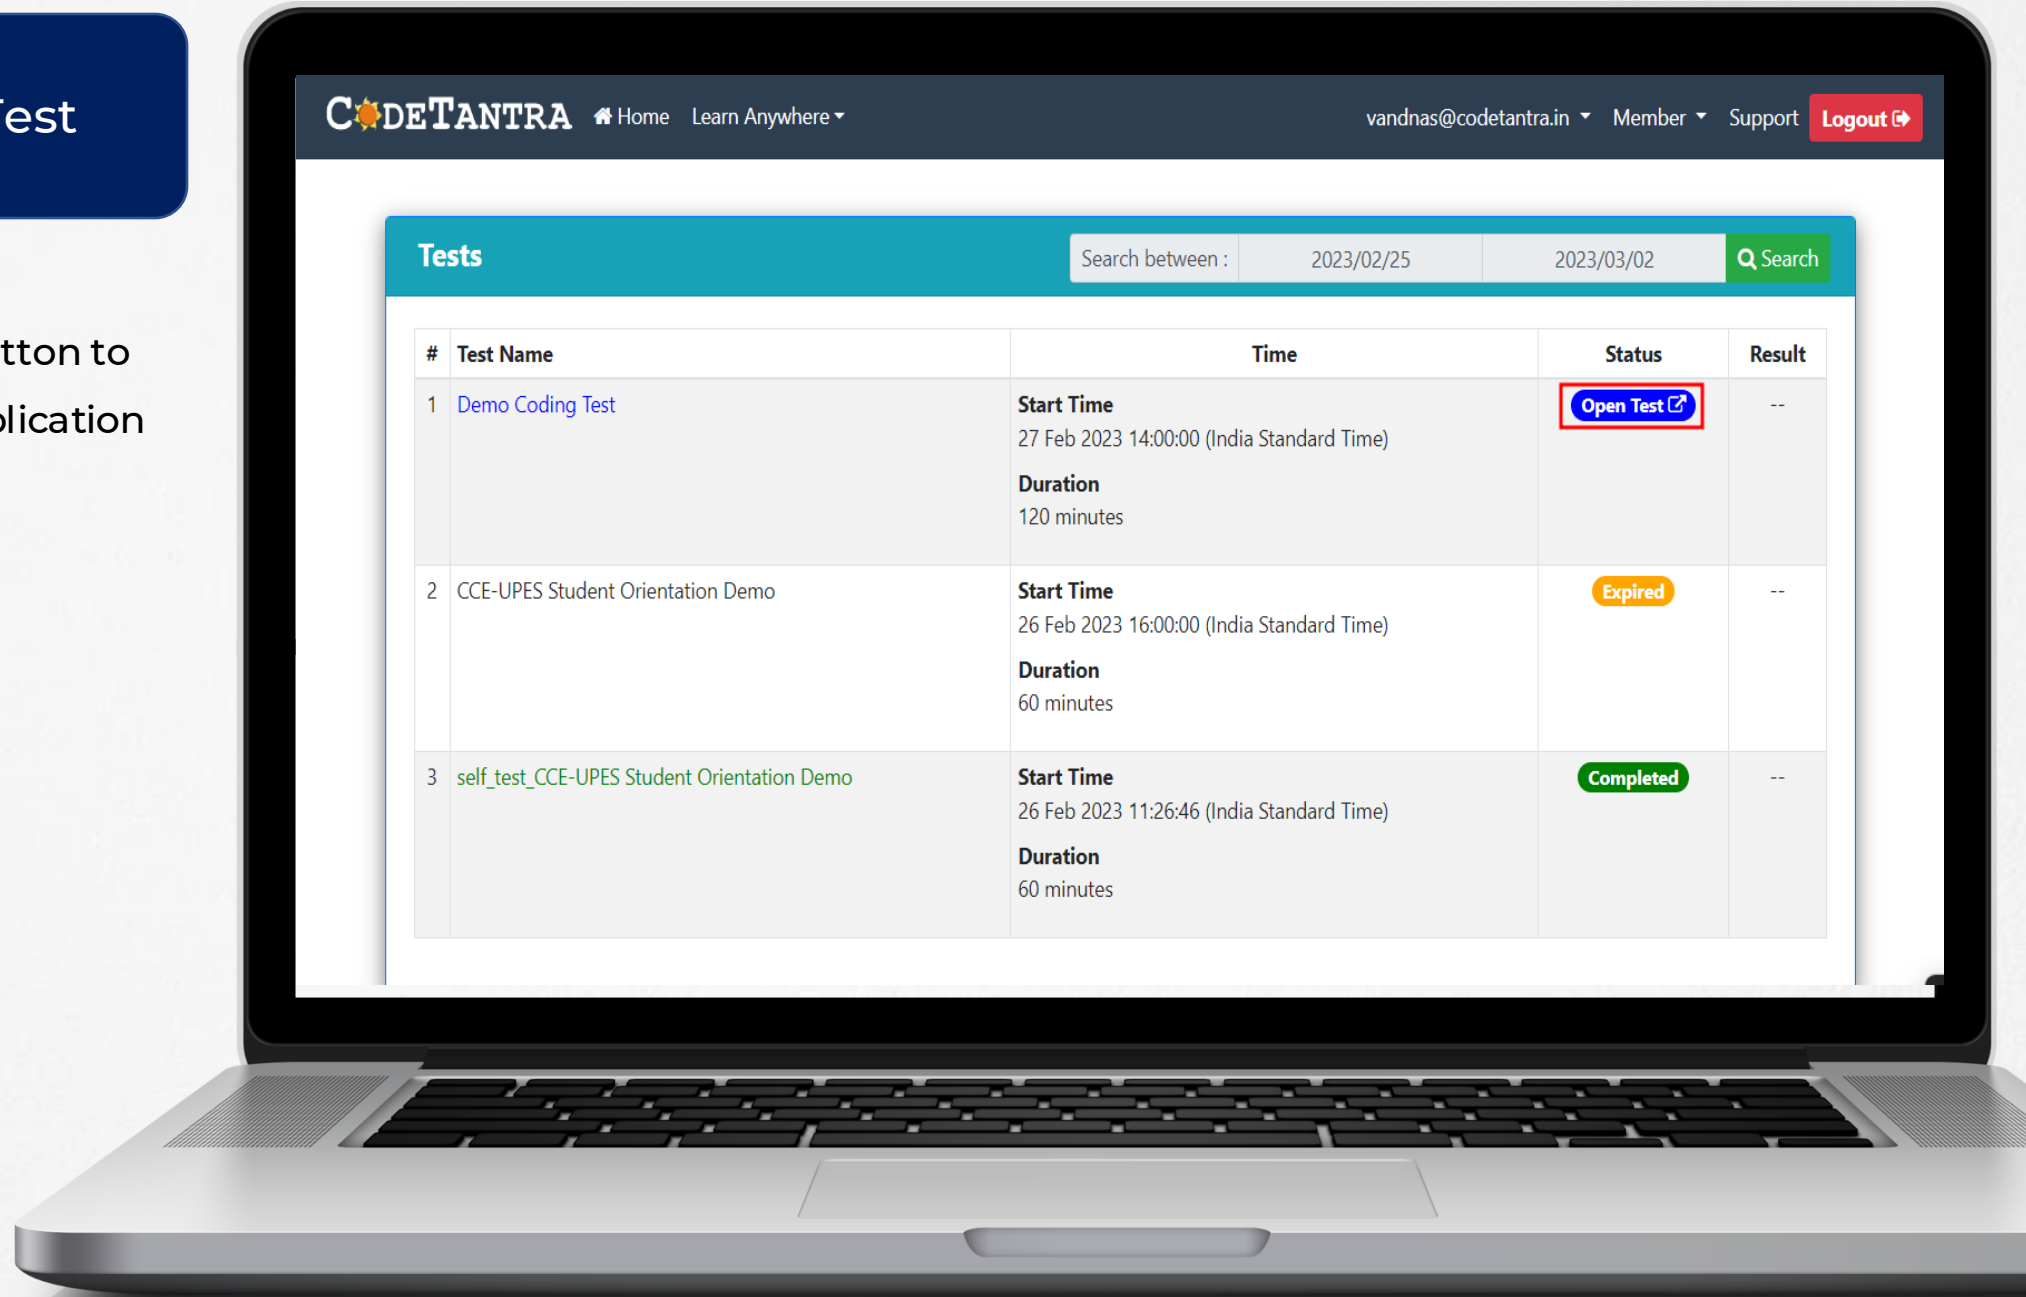 est
tton to
plication
CODETANTRA Home Learn Anywhere vandnas@codetantra.in Member Support Logout
Tests Search between : 2023/02/25 2023/03/02 Search
# Test Name Time Status Result
1 Demo Coding Test Start Time Open Test --
27 Feb 2023 14:00:00 (India Standard Time)
Duration
120 minutes
2 CCE-UPES Student Orientation Demo Start Time Expired --
26 Feb 2023 16:00:00 (India Standard Time)
Duration
60 minutes
3 self_test_CCE-UPES Student Orientation Demo Start Time Completed --
26 Feb 2023 11:26:46 (India Standard Time)
Duration
60 minutes